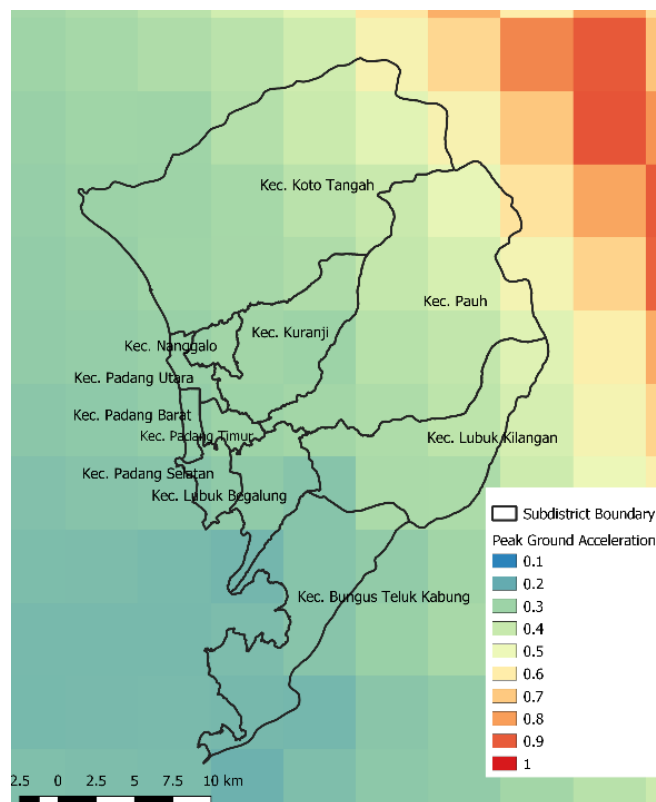 Kec. Koto Tangah
Kec. Pauh
Kec. Kuranji
Kec. Nanggalo
Kec. Padang Utara
Kec. Padang Barat
Kec. Padang Timur
Kec. Lubuk Kilangan
Kec. Padang Selatan
Kec. Lubuk Begalung
Kec. Bungus Teluk Kabung
Subdistrict Boundary
Peak Ground Acceleration
0.1
0.2
0.3
0.4
0.5
0.6
0.7
0.8
0.9
1
2.5 0 2.5 5 7.5 10 km